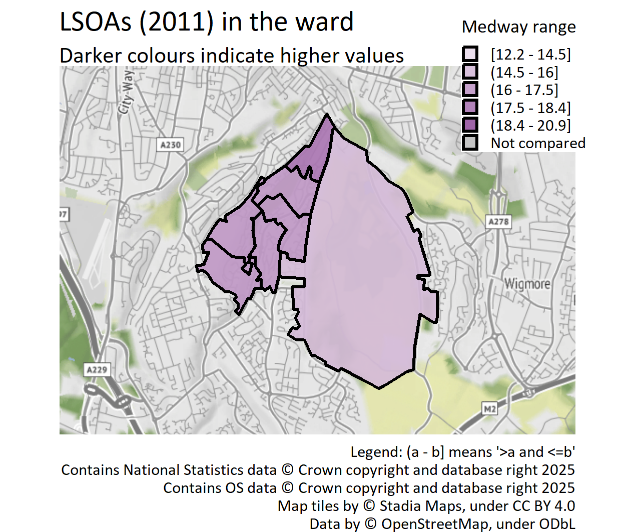 LSOAs (2011) in the ward
Darker colours indicate higher values
Medway range
[12.2 - 14.5]
(14.5 - 16]
(16 - 17.5]
(17.5 - 18.4]
(18.4 - 20.9]
Not compared
City Way
A230
97
A278
Wigmore
A229
M2
Legend: (a - b] means '>a and <=b'
Contains National Statistics data © Crown copyright and database right 2025
Contains OS data © Crown copyright and database right 2025
Map tiles by © Stadia Maps, under CC BY 4.0
Data by © OpenStreetMap, under ODbL